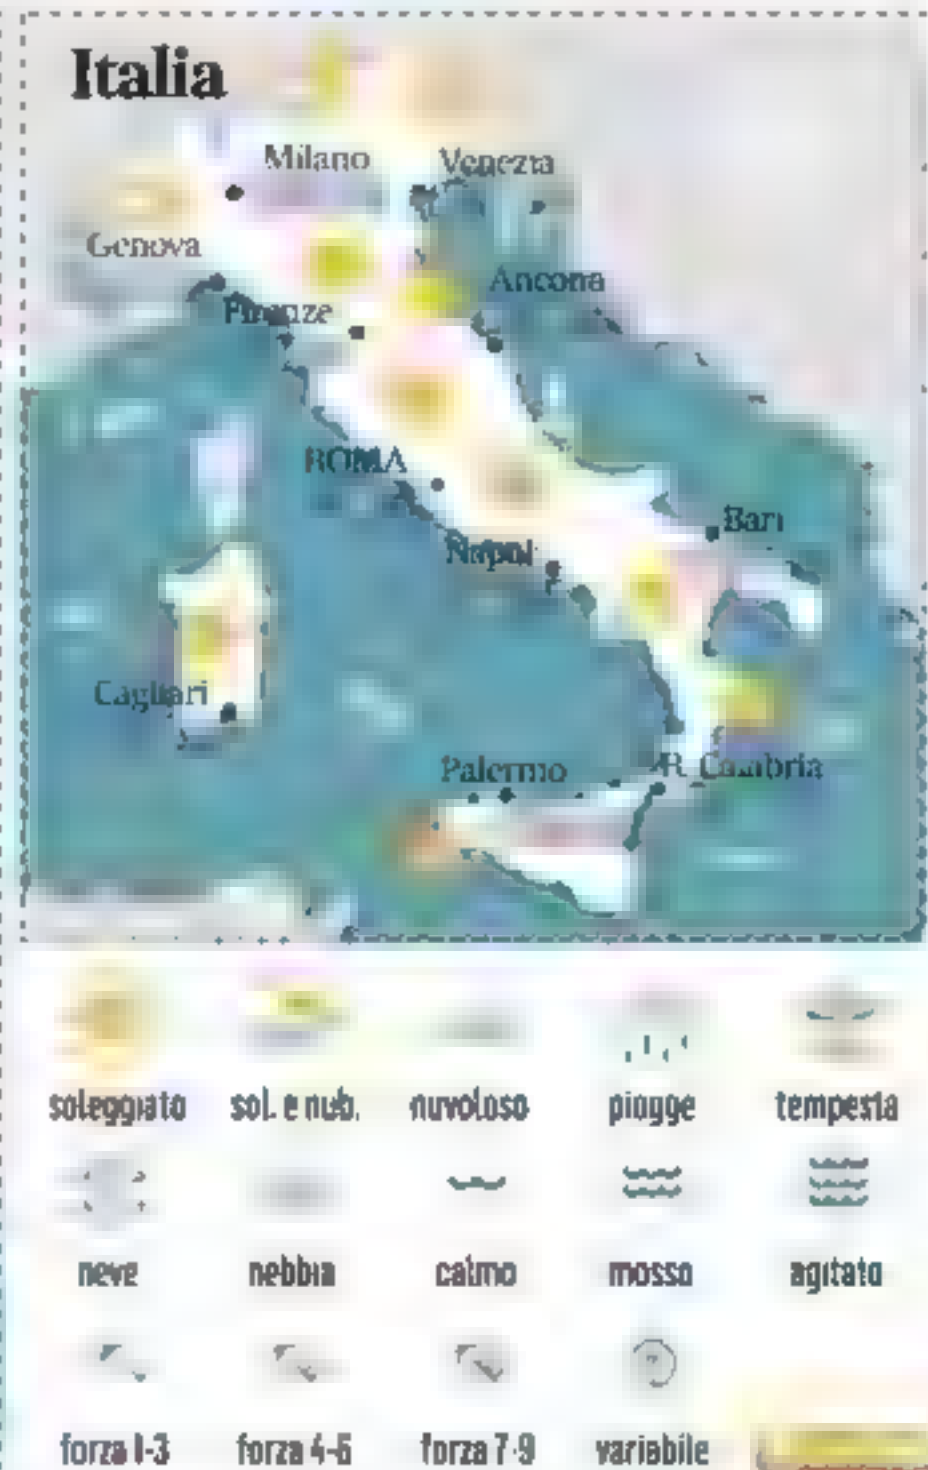 Italia
Milano
Venezia
Genova
Ancona
Firenze
ROMA
Bari
Napoli
Cagliari
Palermo
R. Calabria
soleggiato sol. e nub. nuvoloso piogge tempesta
neve nebbia calmo mosso agitato
forza 1-3 forza 4-6 forza 7-9 variabile